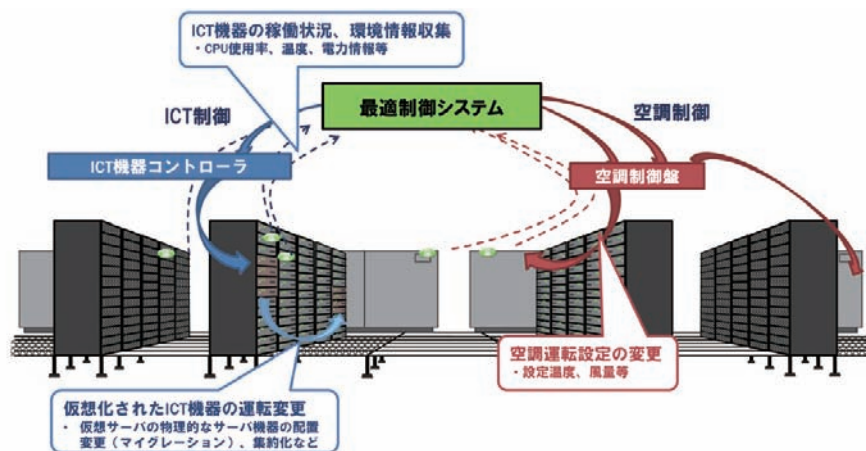 ICT機器の稼働状況、環境情報収集
・CPU使用率、温度、電力情報等
最適制御システム
ICT制御
空調制御
ICT機器コントローラ
空調制御盤
空調運転設定の変更
・設定温度、風量等
仮想化されたICT機器の運転変更
・ 仮想サーバの物理的なサーバ機器の配置
変更（マイグレーション）、集約化など